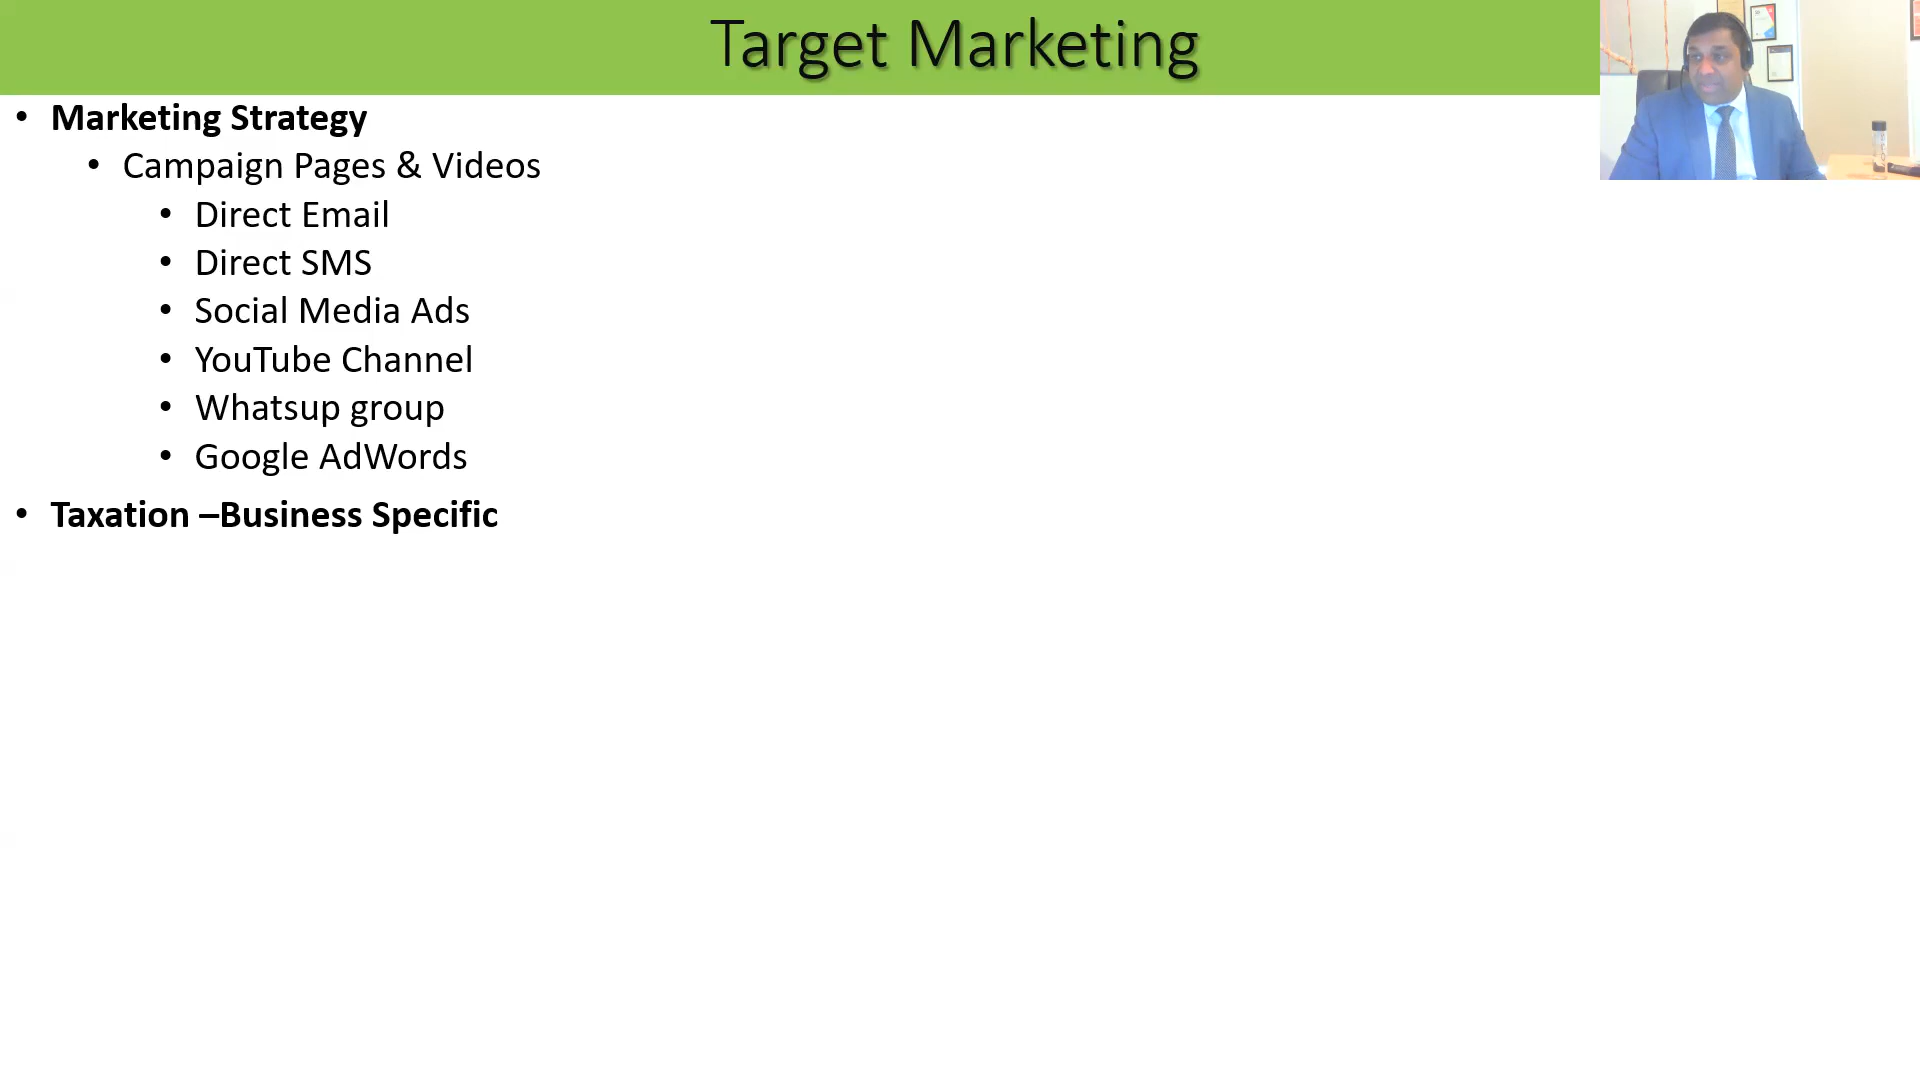 Target Marketing
• Marketing Strategy
• Campaign Pages & Videos
• Direct Email
• Direct SMS
• Social Media Ads
• YouTube Channel
• Whatsup group
• Google AdWords
• Taxation –Business Specific